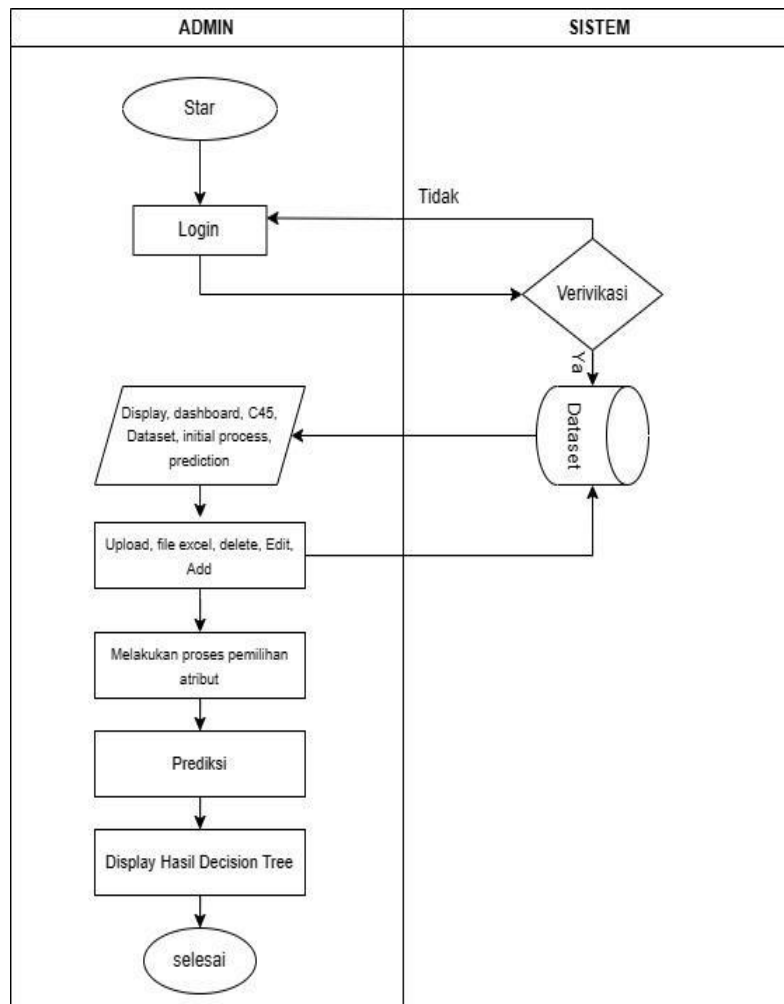 ADMIN
SISTEM
Star
Tidak
Login
Verivikasi
Ya
Display, dashboard, C45,
Dataset, initial process,
prediction
Dataset
Upload, file excel, delete, Edit,
Add
Melakukan proses pemilihan
atribut
Prediksi
Display Hasil Decision Tree
selesai